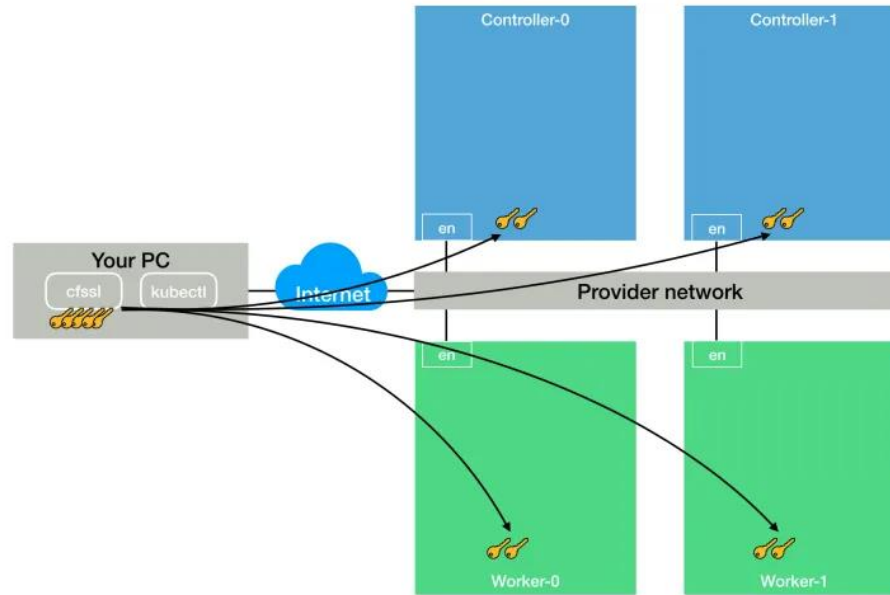 Controller-0
Controller-1
en
en
Your PC
cfssl
kubectl
Internet
Provider network
en
en
Worker-0
Worker-1